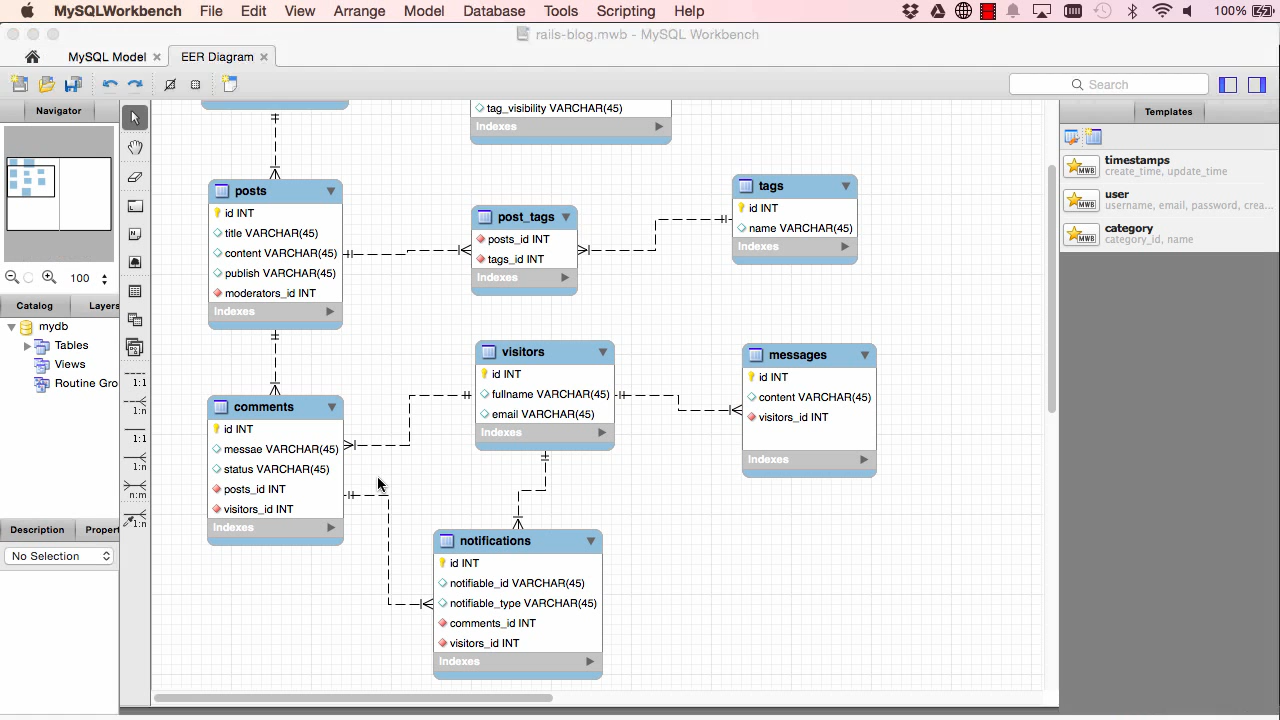 MySQLWorkbench File Edit View Arrange Model Database Tools Scripting Help 100%
rails-blog.mwb - MySQL Workbench
MySQL Model EER Diagram
Search
Navigator
100
Catalog Layers
mydb
Tables
Views
Routine Gro
Description Propert
No Selection
1:1
1:n
1:1
1:n
n:m
1:n
tag_visibility VARCHAR(45)
Indexes
posts
id INT
title VARCHAR(45)
content VARCHAR(45)
publish VARCHAR(45)
moderators_id INT
Indexes
post_tags
posts_id INT
tags_id INT
Indexes
tags
id INT
name VARCHAR(45)
Indexes
comments
id INT
messae VARCHAR(45)
status VARCHAR(45)
posts_id INT
visitors_id INT
Indexes
visitors
id INT
fullname VARCHAR(45)
email VARCHAR(45)
Indexes
messages
id INT
content VARCHAR(45)
visitors_id INT
Indexes
notifications
id INT
notifiable_id VARCHAR(45)
notifiable_type VARCHAR(45)
comments_id INT
visitors_id INT
Indexes
Templates
MWB
timestamps
create_time, update_time
MWB
user
username, email, password, crea...
MWB
category
category_id, name